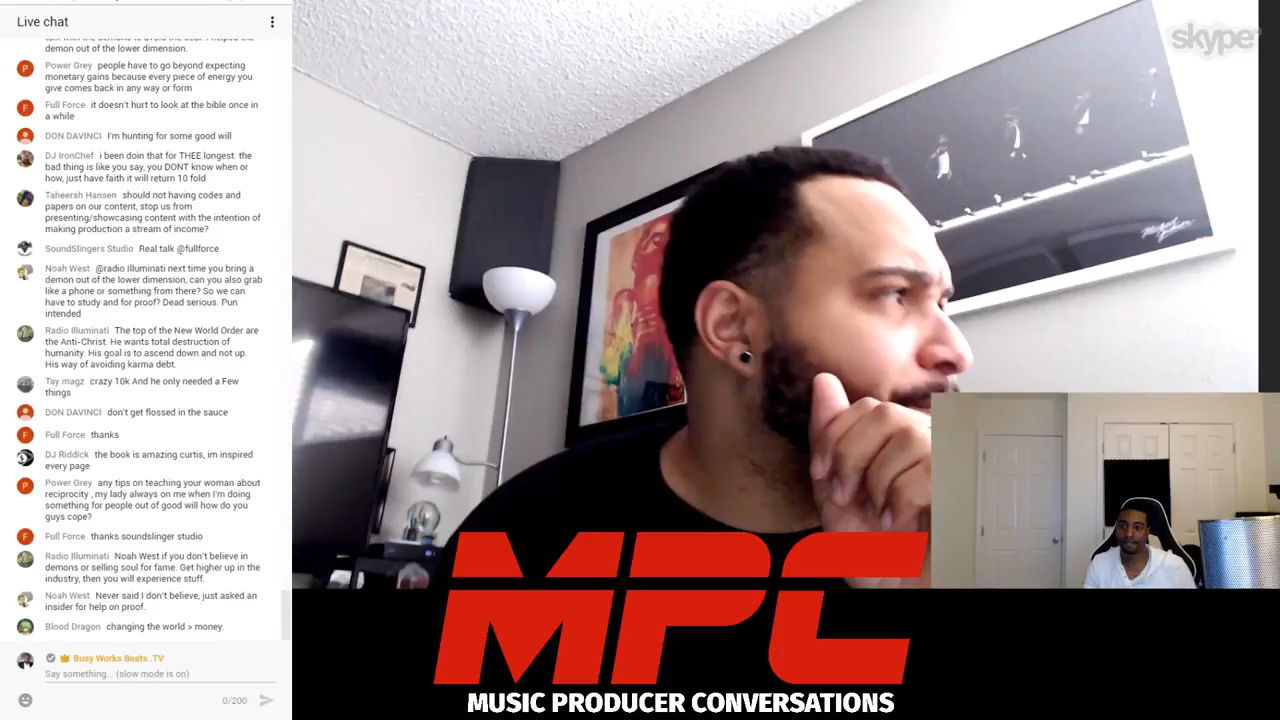 Live chat
demon out of the lower dimension.
Power Grey people have to go beyond expecting
monetary gains because every piece of energy you
give comes back in any way or form
Full Force it doesn't hurt to look at the bible once in
a while
DON DAVINCI I'm hunting for some good will
DJ IronChef i been doin that for THEE longest. the
bad thing is like you say, you DONT know when or
how, just have faith it will return 10 fold
Taheerah Hansen should not having codes and
papers on our content, stop us from
presenting/showcasing content with the intention of
making production a stream of income?
SoundSlingers Studio Real talk @fullforce
Noah West @radio Illuminati next time you bring a
demon out of the lower dimension, can you also grab
like a phone or something from there? So we can
have to study and for proof? Dead serious. Pun
intended
Radio Illuminati The top of the New World Order are
the Anti-Christ. He wants total destruction of
humanity. His goal is to ascend down and not up.
His way of avoiding karma debt.
Tay magz crazy 10k And he only needed a Few
things
DON DAVINCI don't get flossed in the sauce
Full Force thanks
DJ Riddick the book is amazing curtis, im inspired
every page
Power Grey any tips on teaching your woman about
reciprocity , my lady always on me when I'm doing
something for people out of good will how do you
guys cope?
Full Force thanks soundslinger studio
Radio Illuminati Noah West if you don't believe in
demons or selling soul for fame. Get higher up in the
industry, then you will experience stuff.
Noah West Never said I don't believe, just asked an
insider for help on proof.
Blood Dragon changing the world > money.
Busy Works Beats .TV
Say something... (slow mode is on)
0/200
skype
MPC
MUSIC PRODUCER CONVERSATIONS